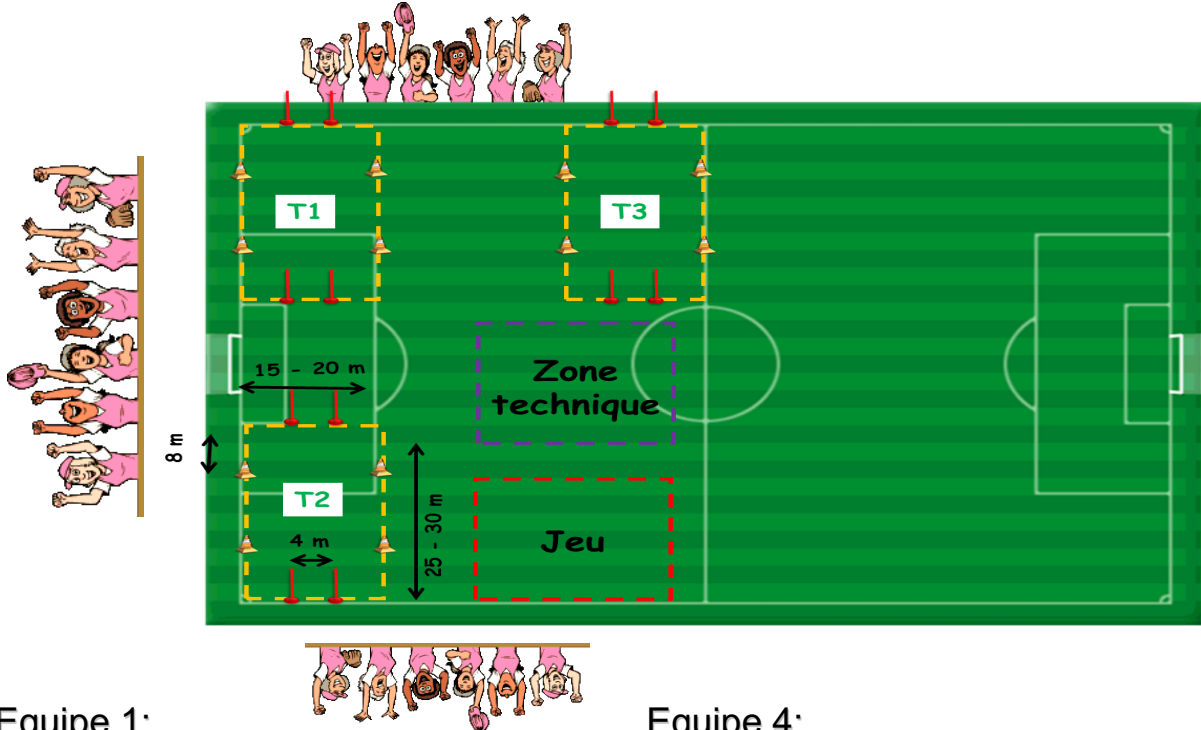 T1
T3
15 - 20 m
Zone
technique
8 m
T2
25 - 30 m
4 m
Jeu
Equipe 1:
Equipe 4: